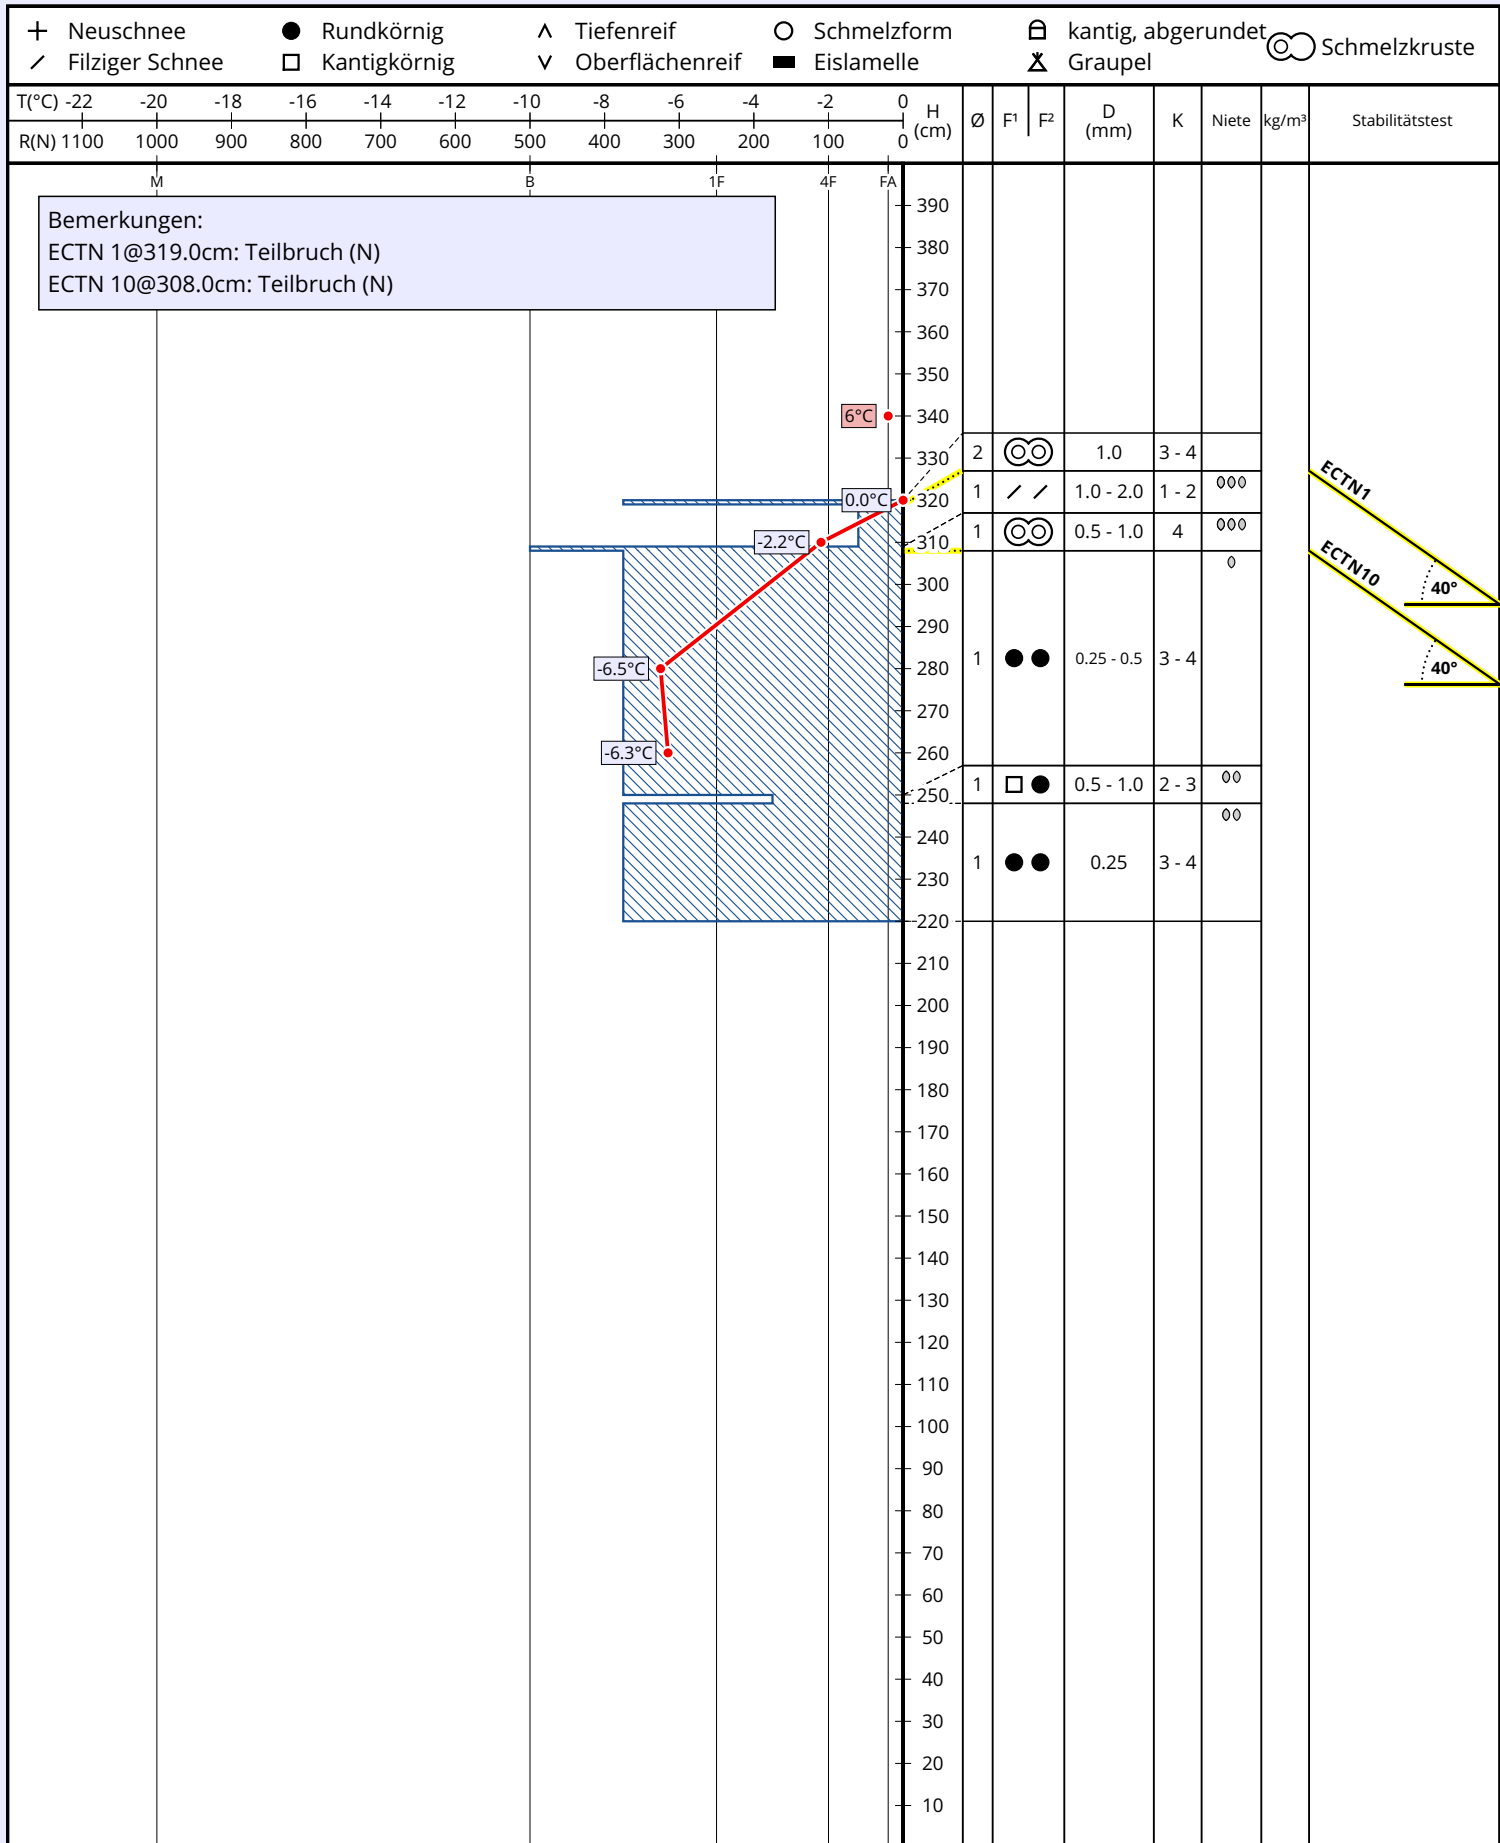 Neuschnee Rundkörnig Tiefenreif Schmelzform kantig, abgerundet Schmelzkruste
Filziger Schnee Kantigkörnig Oberflächenreif Eislamelle Graupel
T(°C) -22 -20 -18 -16 -14 -12 -10 -8 -6 -4 -2 0
R(N) 1100 1000 900 800 700 600 500 400 300 200 100 0
H (cm) Ø F¹ F² D (mm) K Niete kg/m³ Stabilitätstest
M B 1F 4F FA
Bemerkungen:
ECTN 1@319.0cm: Teilbruch (N)
ECTN 10@308.0cm: Teilbruch (N)
390
380
370
360
350
6°C 340
330 2 1.0 3 - 4
0.0°C 320 1 1.0 - 2.0 1 - 2 ECTN1
-2.2°C 310 1 0.5 - 1.0 4
300 ECTN10 40°
290
-6.5°C 280 1 0.25 - 0.5 3 - 4 40°
270
-6.3°C 260
250 1 0.5 - 1.0 2 - 3
240
230 1 0.25 3 - 4
220
210
200
190
180
170
160
150
140
130
120
110
100
90
80
70
60
50
40
30
20
10